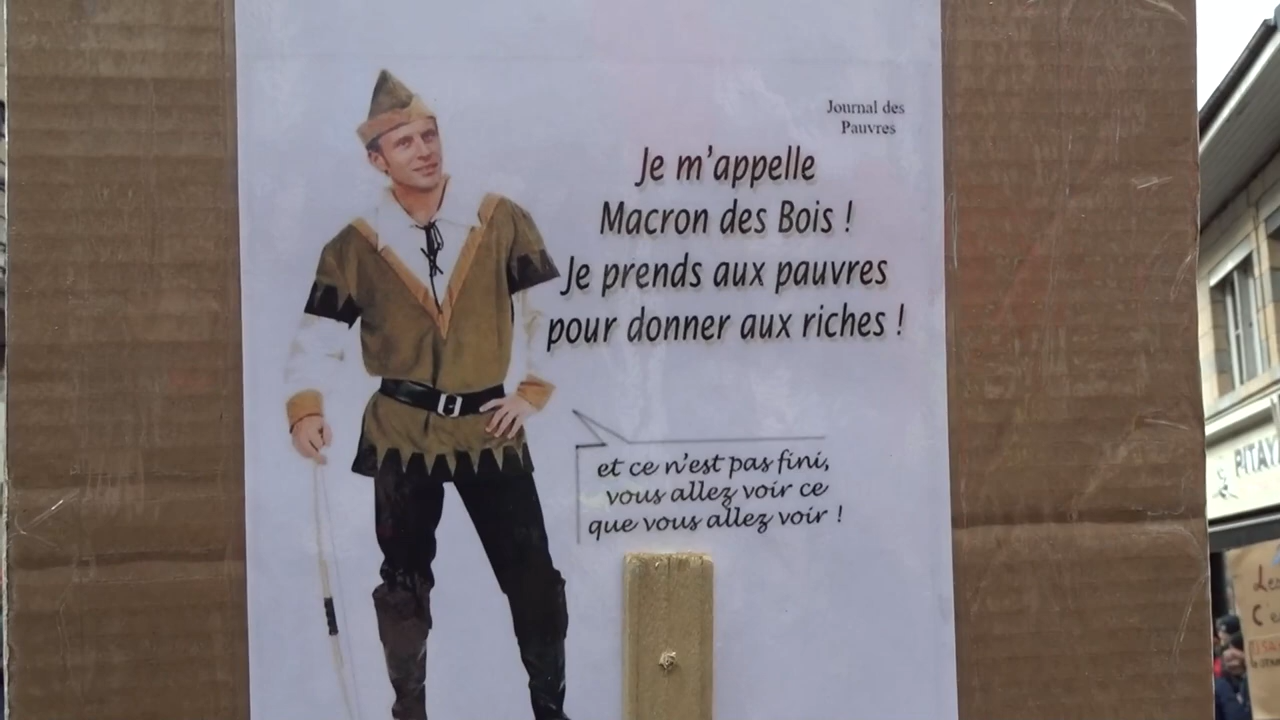 Journal des
Pauvres
Je m'appelle
Macron des Bois !
Je prends aux pauvres
pour donner aux riches !
et ce n'est pas fini,
vous allez voir ce
que vous allez voir !
PITAY